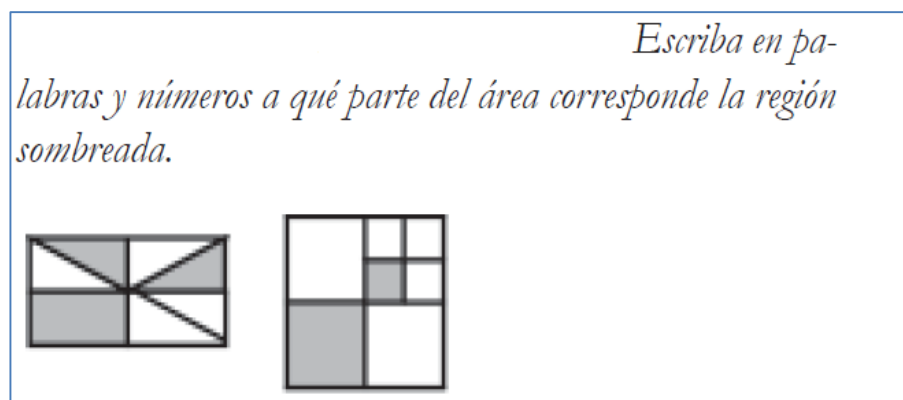 Escriba en pa-
labras y números a qué parte del área corresponde la región
sombreada.